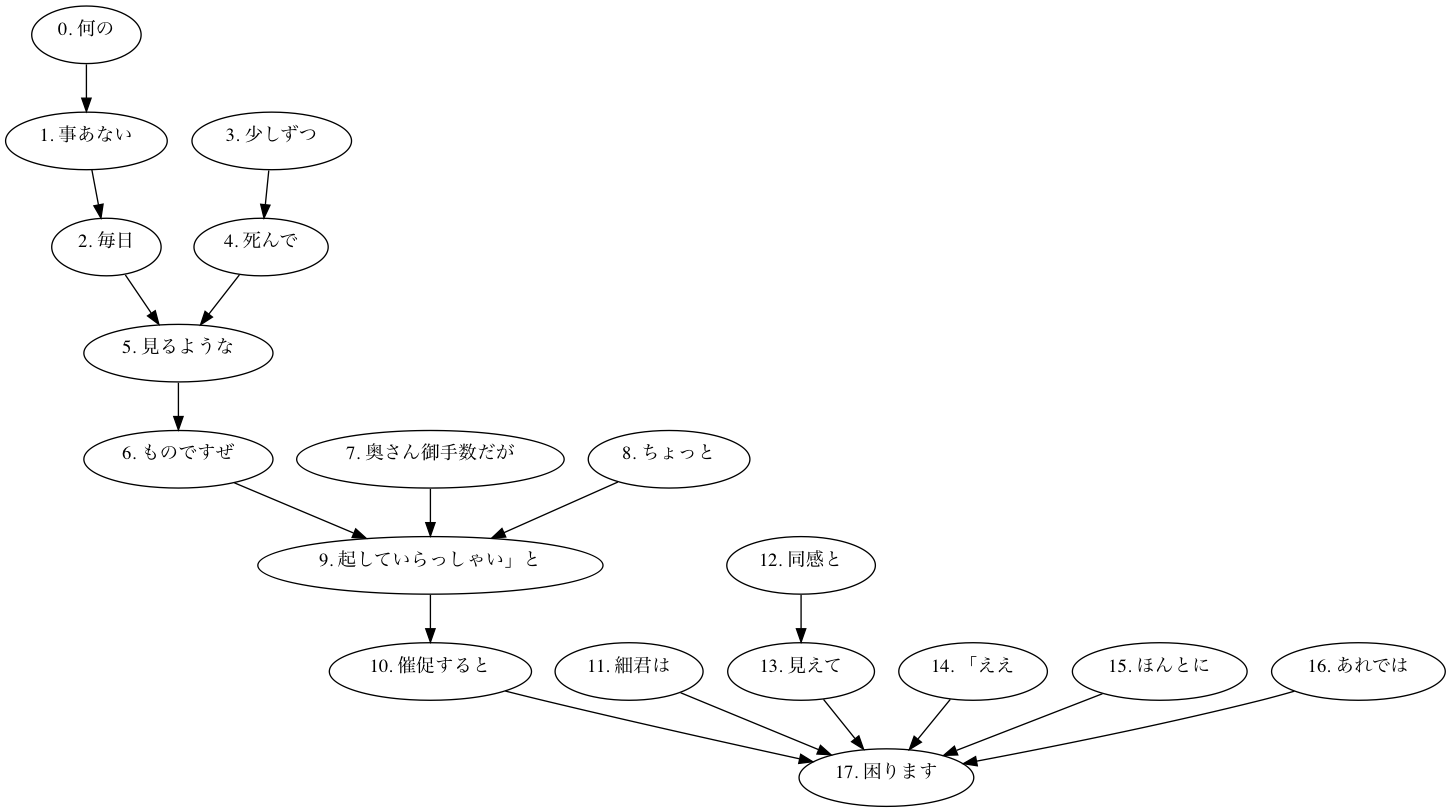 0. 何の
1. 事あない
3. 少しずつ
2. 毎日
4. 死んで
5. 見るような
6. ものですぜ
7. 奥さん御手数だが
8. ちょっと
9. 起していらっしゃい」と
12. 同感と
10. 催促すると
11. 細君は
13. 見えて
14. 「ええ
15. ほんとに
16. あれでは
17. 困ります